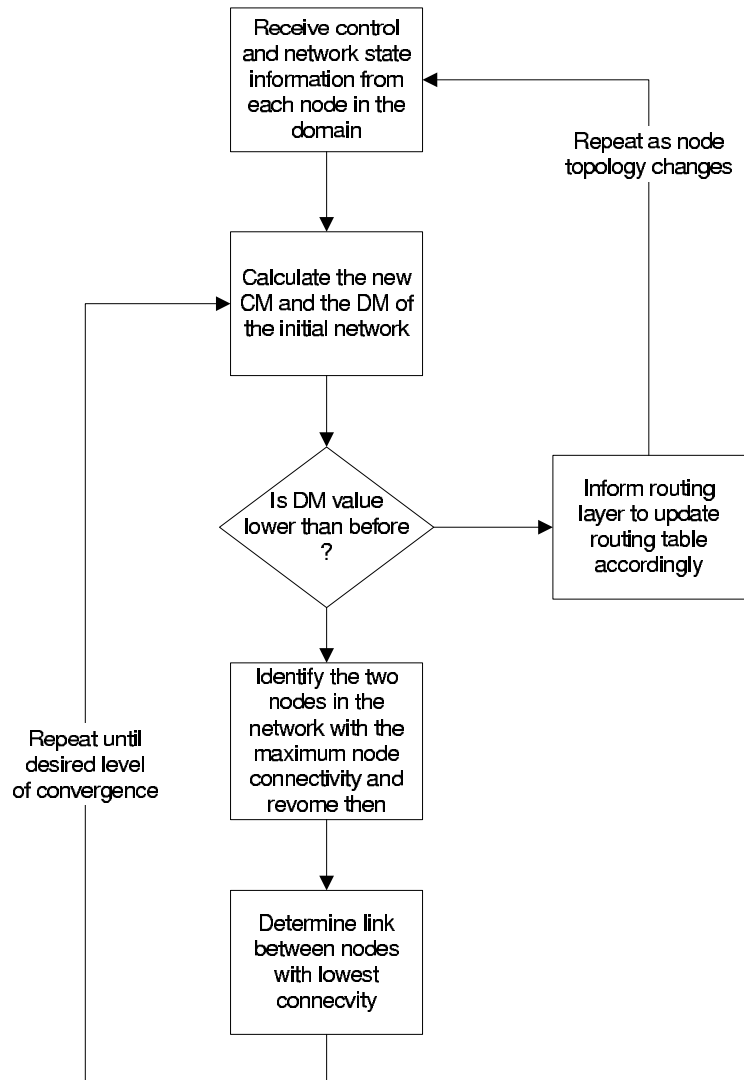 Receive control
and network state
information from
each node in the
domain
Repeat as node
topology changes
Calculate the new
CM and the DM of
the initial network
Is DM value
lower than before
?
Inform routing
layer to update
routing table
accordingly
Identify the two
nodes in the
network with the
maximum node
connectivity and
revome then
Repeat until
desired level
of convergence
Determine link
between nodes
with lowest
connecvity